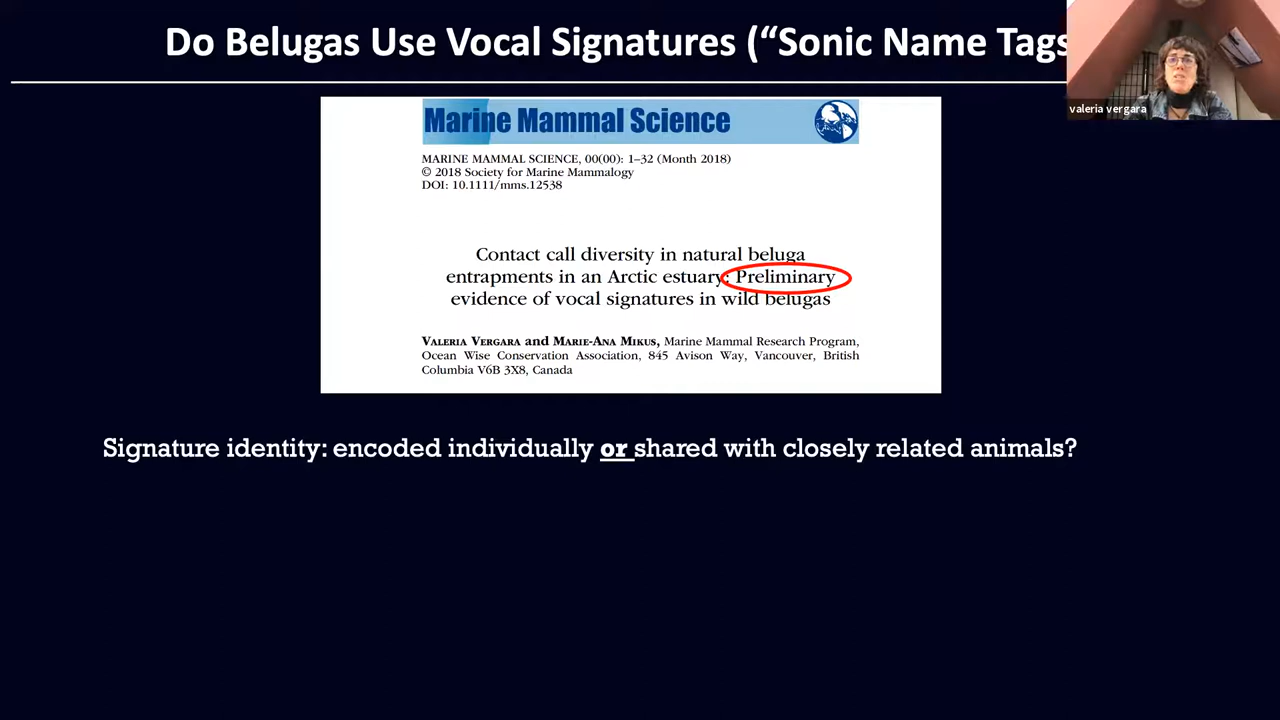 Do Belugas Use Vocal Signatures (“Sonic Name Tags
valeria vergara
Marine Mammal Science
MARINE MAMMAL SCIENCE, 00(00): 1–32 (Month 2018)
© 2018 Society for Marine Mammalogy
DOI: 10.1111/mms.12538
Contact call diversity in natural beluga
entrapments in an Arctic estuary: Preliminary
evidence of vocal signatures in wild belugas
VALERIA VERGARA and MARIE-ANA MIKUS, Marine Mammal Research Program,
Ocean Wise Conservation Association, 845 Avison Way, Vancouver, British
Columbia V6B 3X8, Canada
Signature identity: encoded individually or shared with closely related animals?